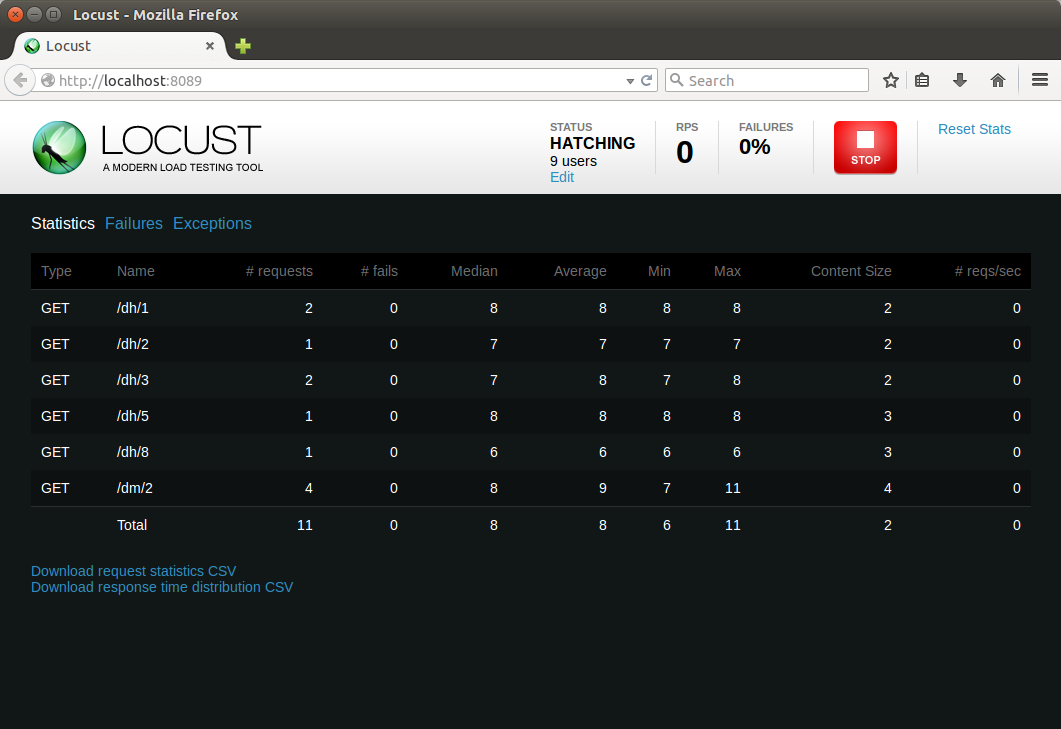 Locust - Mozilla Firefox
Locust
http://localhost:8089
Search
LOCUST
A MODERN LOAD TESTING TOOL
STATUS
HATCHING
9 users
Edit
RPS
0
FAILURES
0%
STOP
Reset Stats
Statistics Failures Exceptions
Type Name # requests # fails Median Average Min Max Content Size # reqs/sec
GET /dh/1 2 0 8 8 8 8 2 0
GET /dh/2 1 0 7 7 7 7 2 0
GET /dh/3 2 0 7 8 7 8 2 0
GET /dh/5 1 0 8 8 8 8 3 0
GET /dh/8 1 0 6 6 6 6 3 0
GET /dm/2 4 0 8 9 7 11 4 0
Total 11 0 8 8 6 11 2 0
Download request statistics CSV
Download response time distribution CSV